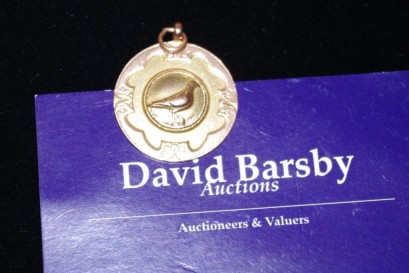 David Barsby
Auctions
Auctioneers & Valuers